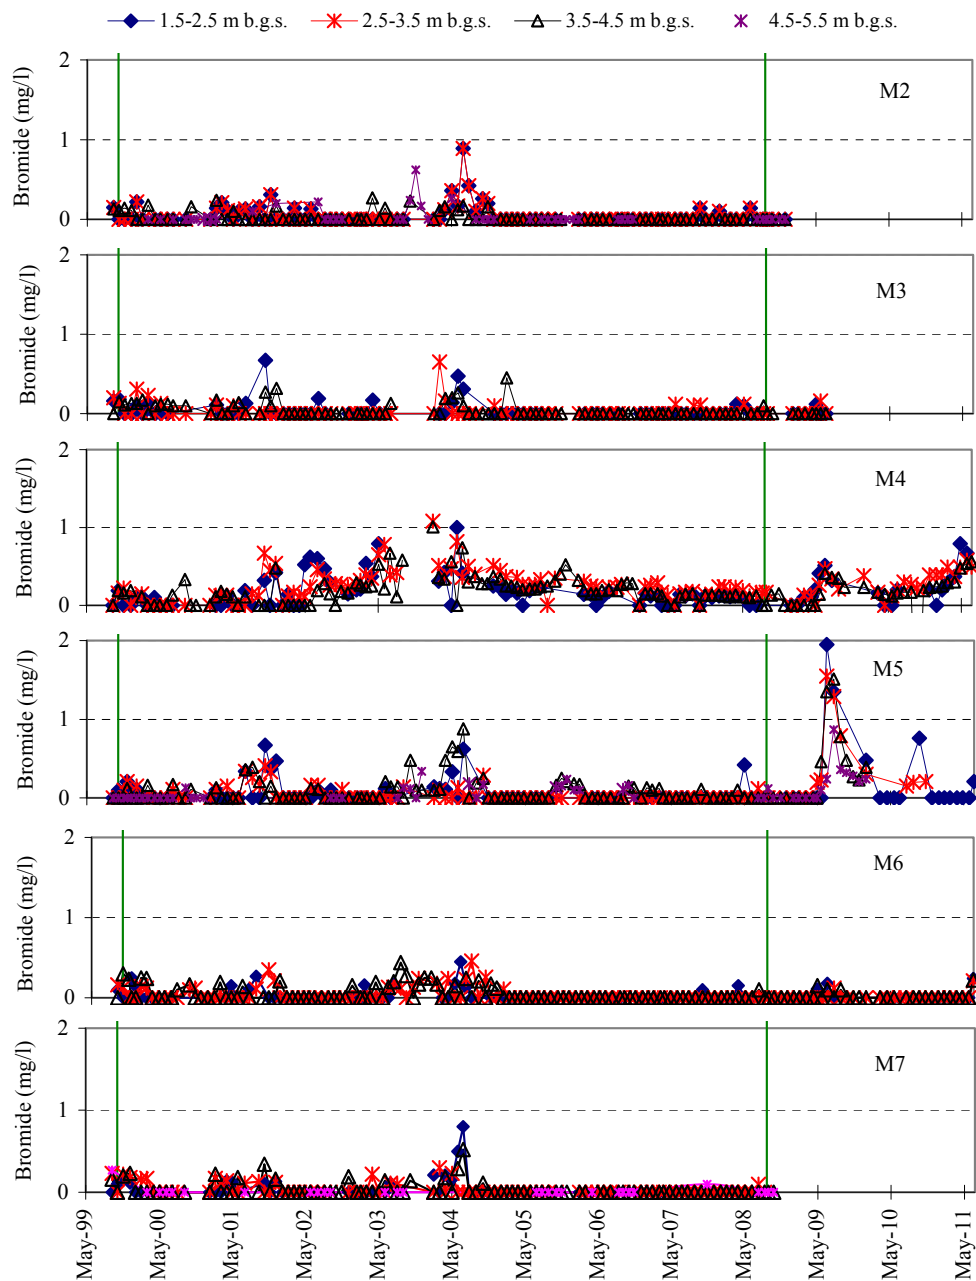 1.5-2.5 m b.g.s. 2.5-3.5 m b.g.s. 3.5-4.5 m b.g.s. 4.5-5.5 m b.g.s.
2
M2
Bromide (mg/l)
1
0
2
M3
Bromide (mg/l)
1
0
2
M4
Bromide (mg/l)
1
0
2
M5
Bromide (mg/l)
1
0
2
M6
Bromide (mg/l)
1
0
2
M7
Bromide (mg/l)
1
0
May-99 May-00 May-01 May-02 May-03 May-04 May-05 May-06 May-07 May-08 May-09 May-10 May-11